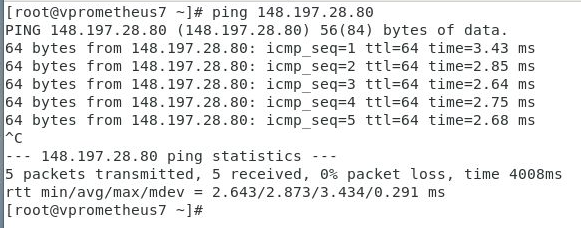 [root@vprometheus7 ~]# ping 148.197.28.80
PING 148.197.28.80 (148.197.28.80) 56(84) bytes of data.
64 bytes from 148.197.28.80: icmp_seq=1 ttl=64 time=3.43 ms
64 bytes from 148.197.28.80: icmp_seq=2 ttl=64 time=2.85 ms
64 bytes from 148.197.28.80: icmp_seq=3 ttl=64 time=2.64 ms
64 bytes from 148.197.28.80: icmp_seq=4 ttl=64 time=2.75 ms
64 bytes from 148.197.28.80: icmp_seq=5 ttl=64 time=2.68 ms
^C
--- 148.197.28.80 ping statistics ---
5 packets transmitted, 5 received, 0% packet loss, time 4008ms
rtt min/avg/max/mdev = 2.643/2.873/3.434/0.291 ms
[root@vprometheus7 ~]#